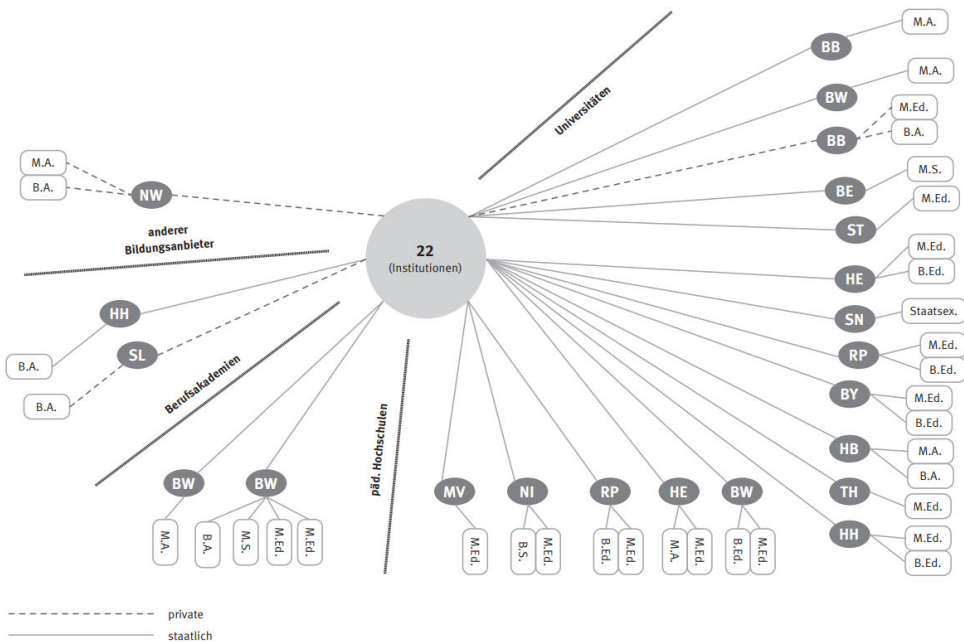 M.A.
BB
Universitäten
M.A.
BW
M.Ed.
B.A.
BB
M.A.
B.A.
NW
M.S.
BE
M.Ed.
ST
anderer
Bildungsanbieter
22
(Institutionen)
M.Ed.
B.Ed.
HE
HH
Staatsex.
SN
SL
M.Ed.
B.Ed.
RP
B.A.
B.A.
Berufsakademien
M.Ed.
B.Ed.
BY
päd. Hochschulen
M.A.
B.A.
HB
BW
BW
MV
NI
RP
HE
BW
TH
M.Ed.
HH
M.Ed.
B.Ed.
M.A.
B.A.
M.S.
M.Ed.
M.Ed.
M.Ed.
B.S.
M.Ed.
B.Ed.
M.Ed.
M.A.
M.Ed.
B.Ed.
M.Ed.
private
staatlich